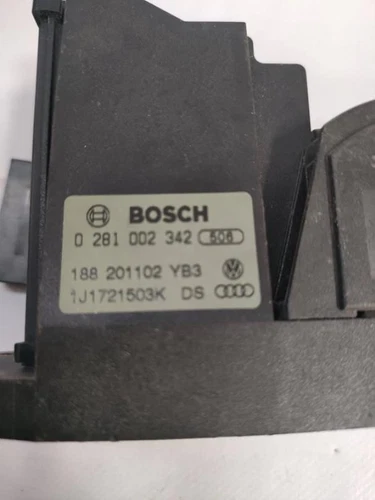 BOSCH
0 281 002 342 506
188 201102 YB3
1J1721503K DS